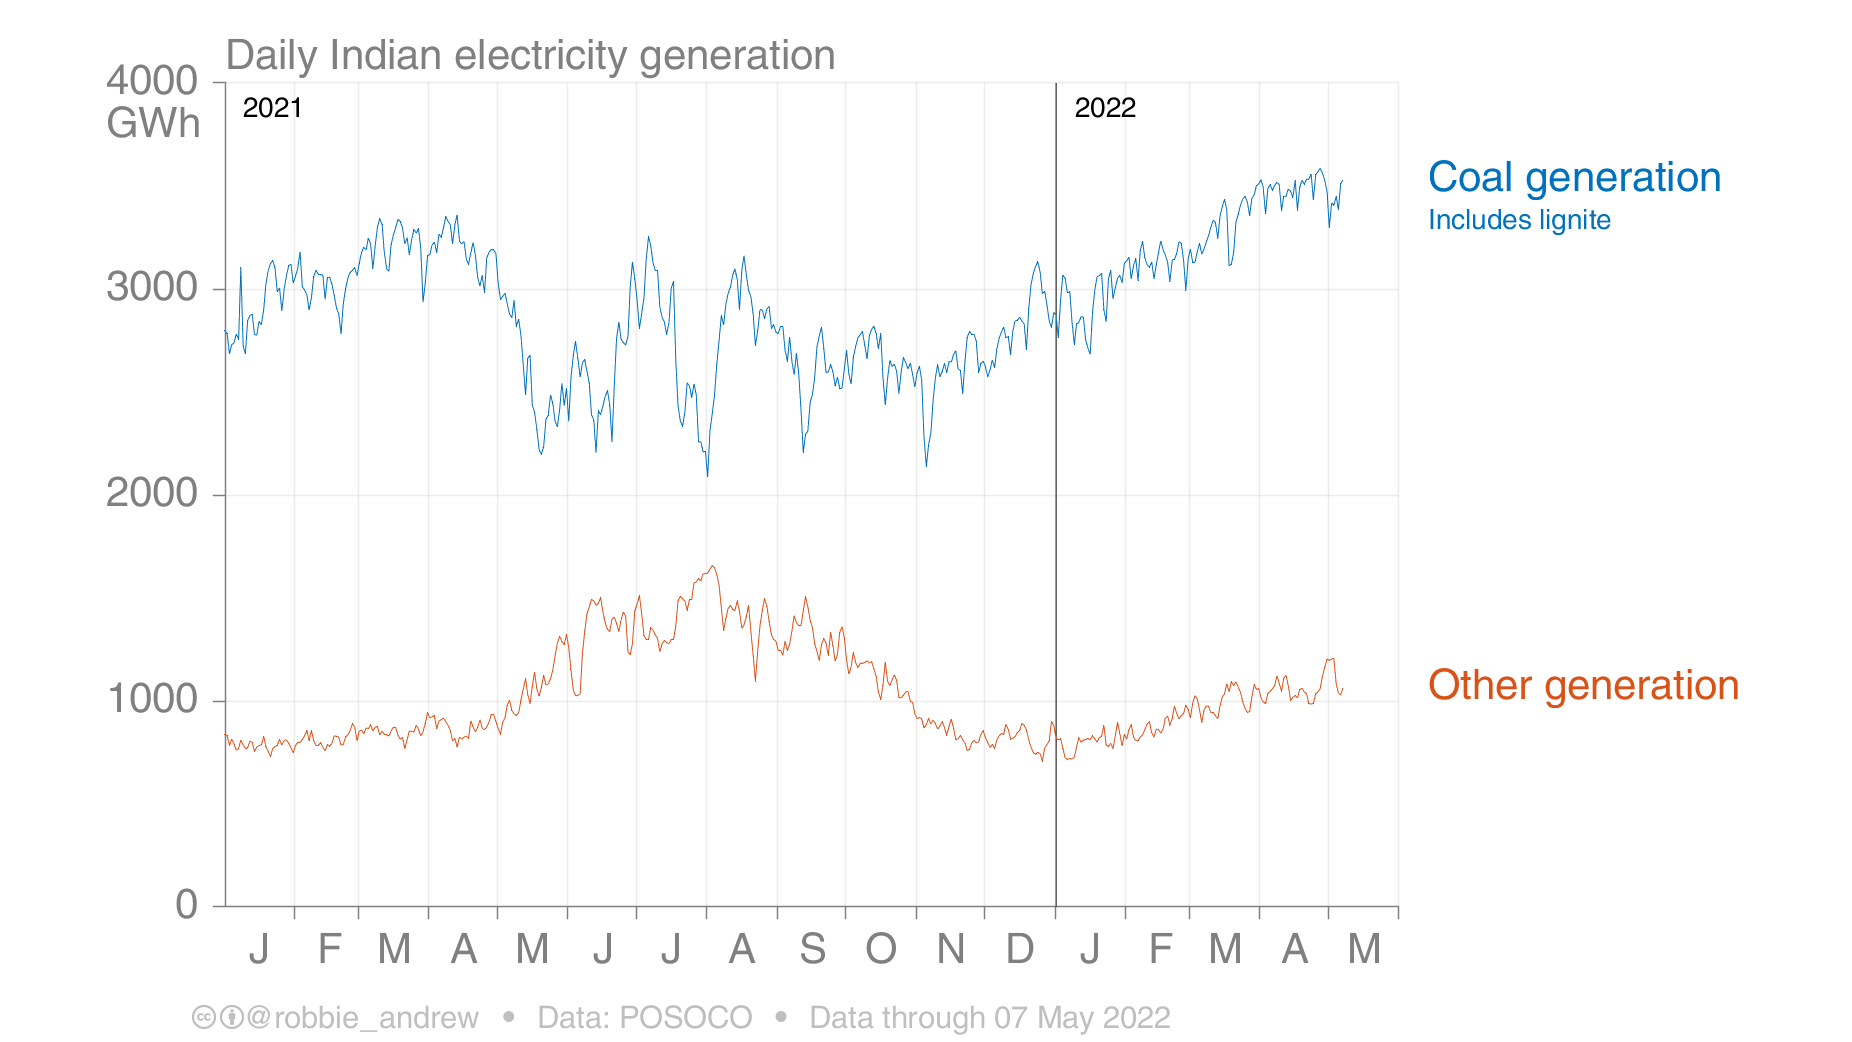 Daily Indian electricity generation
4000
GWh
2021
2022
Coal generation
Includes lignite
3000
2000
Other generation
1000
0
J F M A M J J A S O N D J F M A M
@robbie_andrew • Data: POSOCO • Data through 07 May 2022